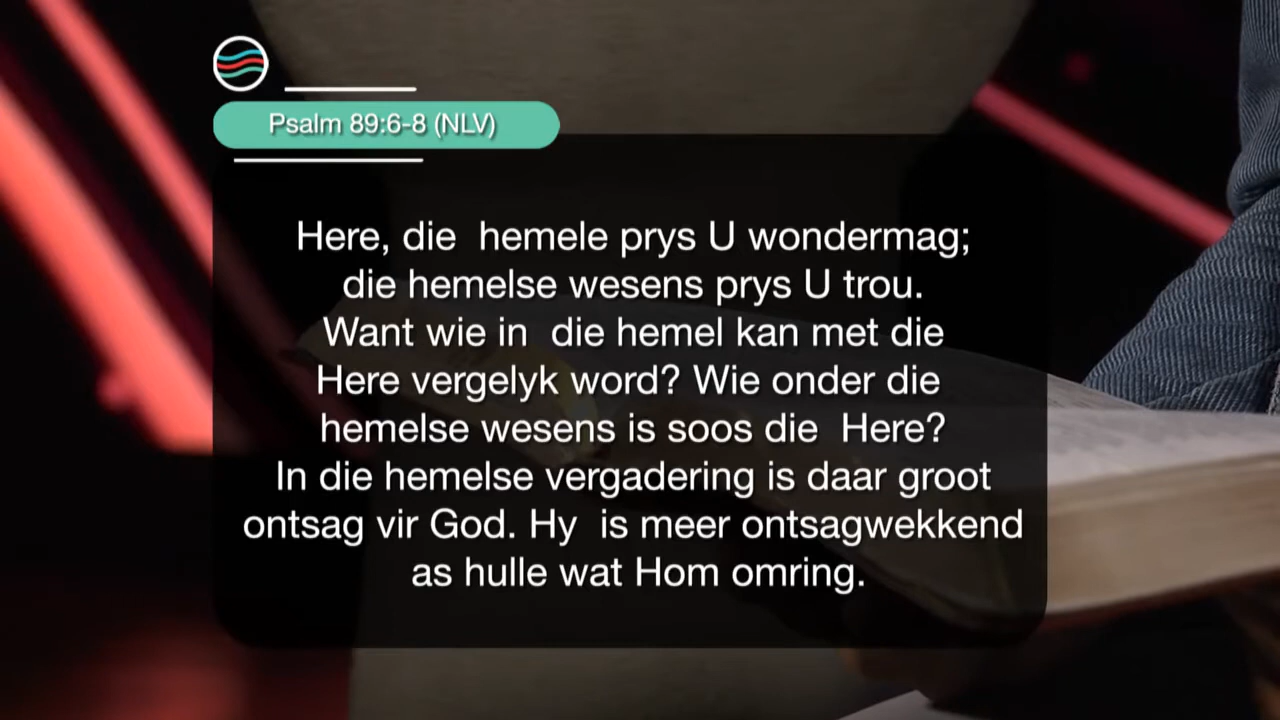 Psalm 89:6-8 (NLV)
Here, die hemele prys U wondermag;
die hemelse wesens prys U trou.
Want wie in die hemel kan met die
Here vergelyk word? Wie onder die
hemelse wesens is soos die Here?
In die hemelse vergadering is daar groot
ontsag vir God. Hy is meer ontsagwekkend
as hulle wat Hom omring.